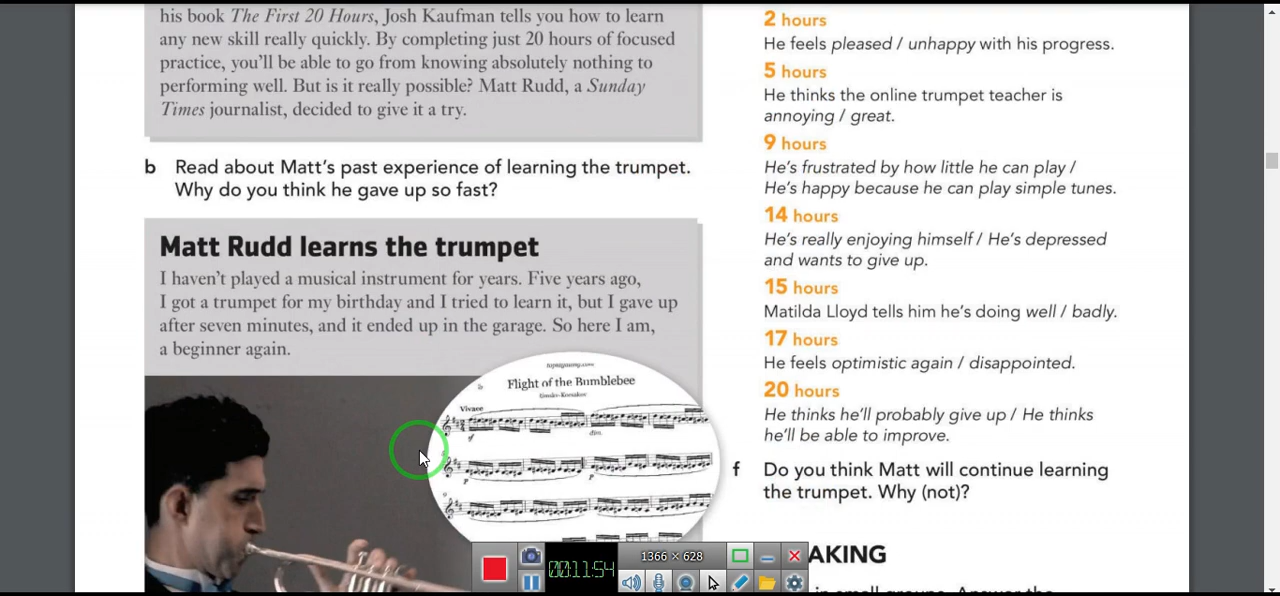 his book The First 20 Hours, Josh Kaufman tells you how to learn
any new skill really quickly. By completing just 20 hours of focused
practice, you'll be able to go from knowing absolutely nothing to
performing well. But is it really possible? Matt Rudd, a Sunday
Times journalist, decided to give it a try.
b Read about Matt's past experience of learning the trumpet.
Why do you think he gave up so fast?
Matt Rudd learns the trumpet
I haven't played a musical instrument for years. Five years ago,
I got a trumpet for my birthday and I tried to learn it, but I gave up
after seven minutes, and it ended up in the garage. So here I am,
a beginner again.
Flight of the Bumblebee
Rimsky-Korsakov
Vivace
dim.
2 hours
He feels pleased / unhappy with his progress.
5 hours
He thinks the online trumpet teacher is
annoying / great.
9 hours
He's frustrated by how little he can play /
He's happy because he can play simple tunes.
14 hours
He's really enjoying himself / He's depressed
and wants to give up.
15 hours
Matilda Lloyd tells him he's doing well / badly.
17 hours
He feels optimistic again / disappointed.
20 hours
He thinks he'll probably give up / He thinks
he'll be able to improve.
f Do you think Matt will continue learning
the trumpet. Why (not)?
AKING
in small groups. Answer the
1366 × 628
00:11:54